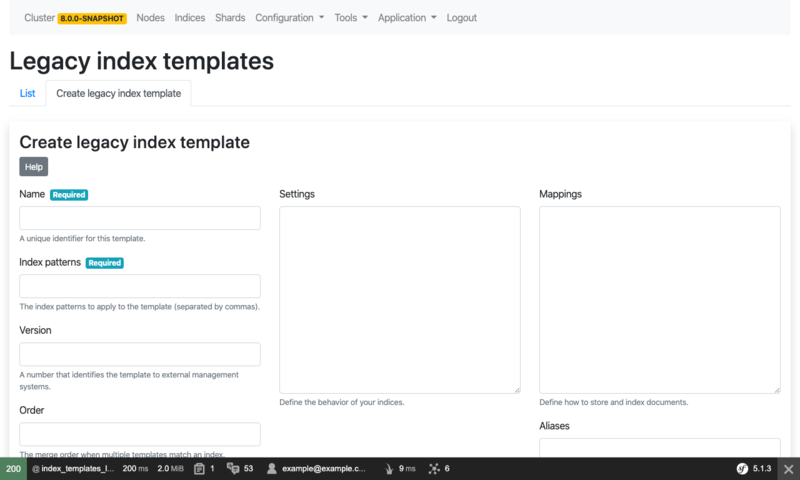 Cluster 8.0.0-SNAPSHOT Nodes Indices Shards Configuration Tools Application Logout
Legacy index templates
List Create legacy index template
Create legacy index template
Help
Name Required
A unique identifier for this template.
Index patterns Required
The index patterns to apply to the template (separated by commas).
Version
A number that identifies the template to external management
systems.
Order
The merge order when multiple templates match an index.
Settings
Define the behavior of your indices.
Mappings
Define how to store and index documents.
Aliases
200 @ index_templates_l... 200 ms 2.0 MiB 1 53 example@example.c... 9 ms 6 sf 5.1.3